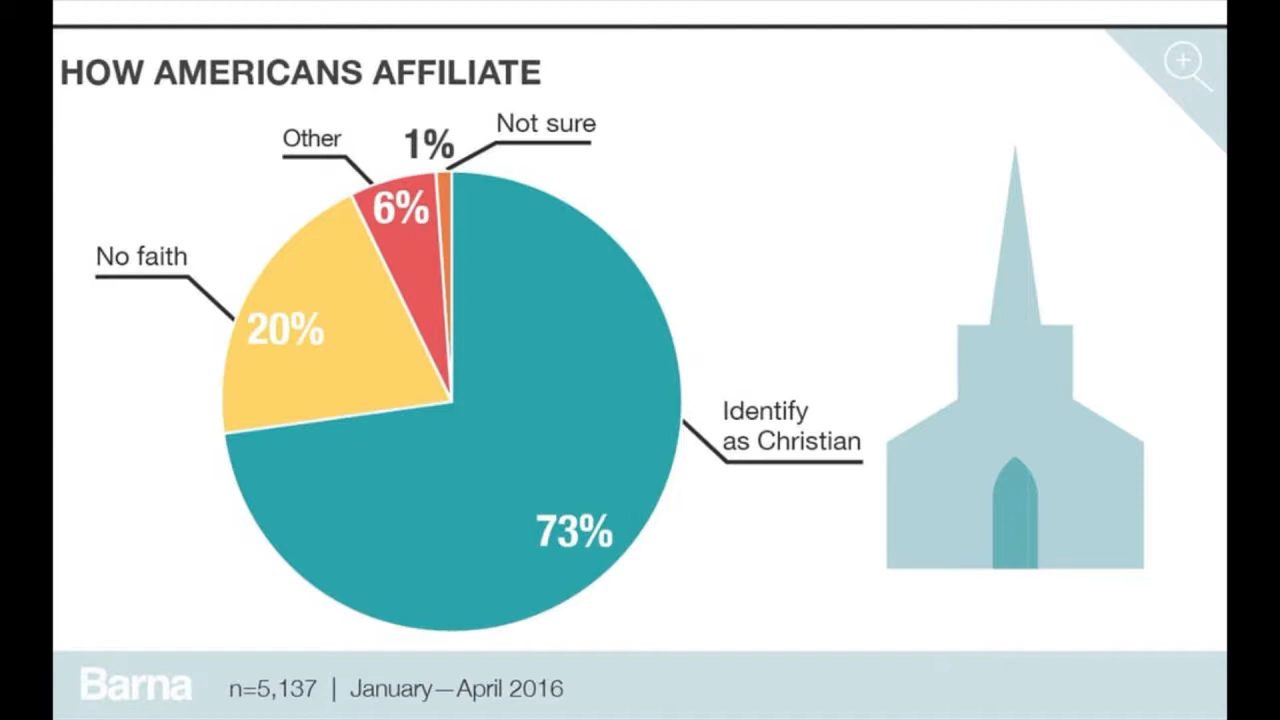 HOW AMERICANS AFFILIATE
Other
1%
Not sure
6%
No faith
20%
Identify
as Christian
73%
Barna
n=5,137 | January—April 2016